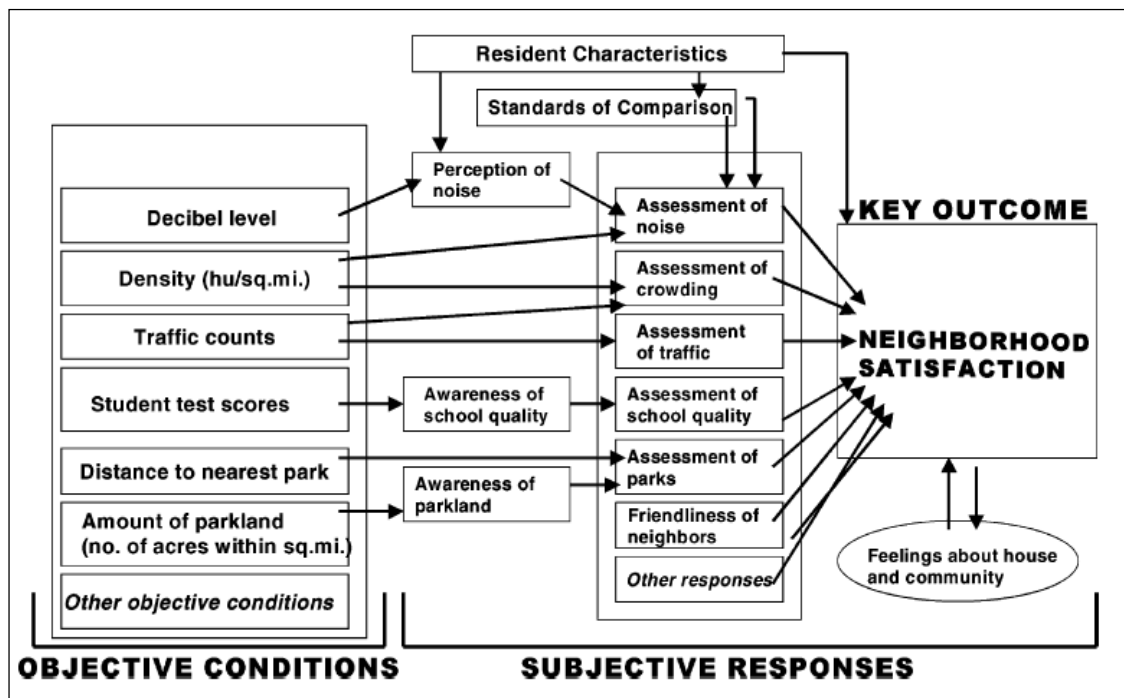 Resident Characteristics
Standards of Comparison
Perception of
noise
Decibel level
Density (hu/sq.mi.)
Traffic counts
Student test scores
Distance to nearest park
Amount of parkland
(no. of acres within sq.mi.)
Other objective conditions
Awareness of
school quality
Awareness of
parkland
Assessment of
noise
Assessment of
crowding
Assessment
of traffic
Assessment of
school quality
Assessment of
parks
Friendliness of
neighbors
Other responses
KEY OUTCOME
NEIGHBORHOOD
SATISFACTION
Feelings about house
and community
OBJECTIVE CONDITIONS
SUBJECTIVE RESPONSES